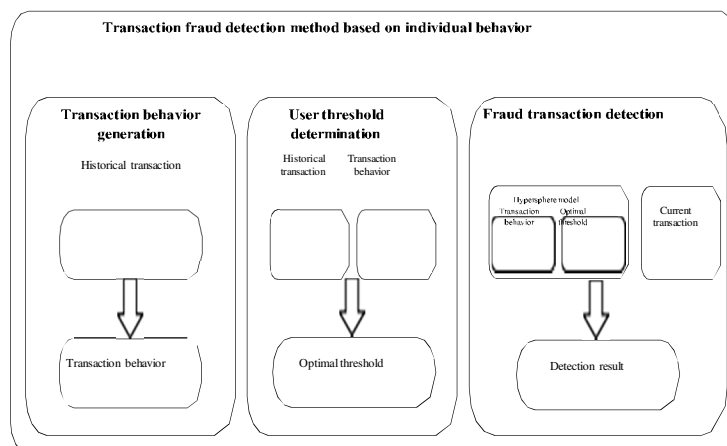 Transaction fraud detection method based on individual behavior
Transaction behavior
generation
Historical transaction
Transaction behavior
User threshold
determination
Historical
transaction
Transaction
behavior
Optimal threshold
Fraud transaction detection
Hypersphere model
Transaction
behavior
Optimal
threshold
Current
transaction
Detection result